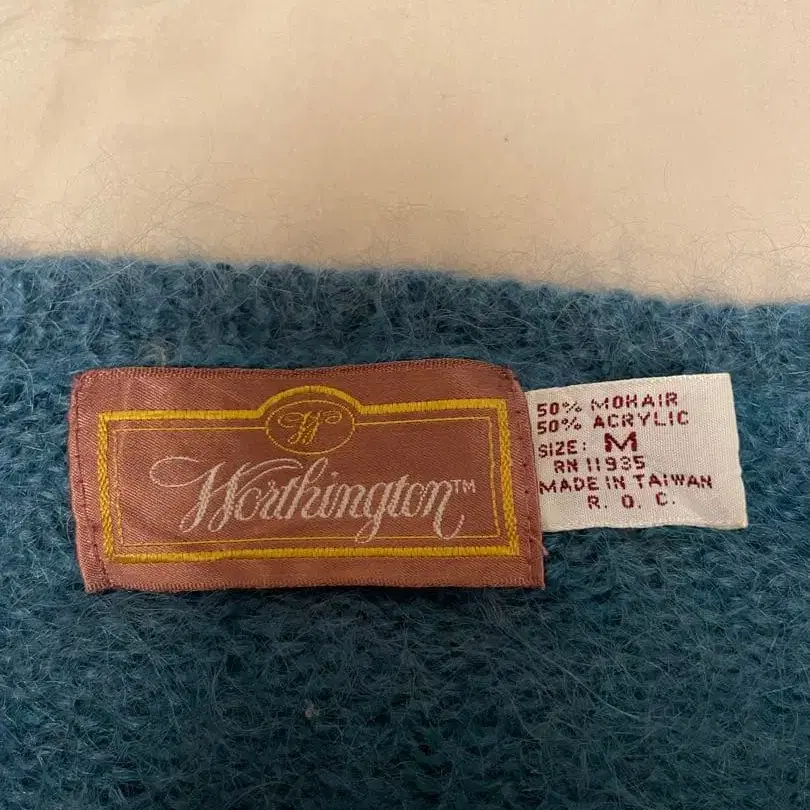 W
Worthington™
50% MOHAIR
50% ACRYLIC
SIZE: M
RN 11935
MADE IN TAIWAN
R. O. C.